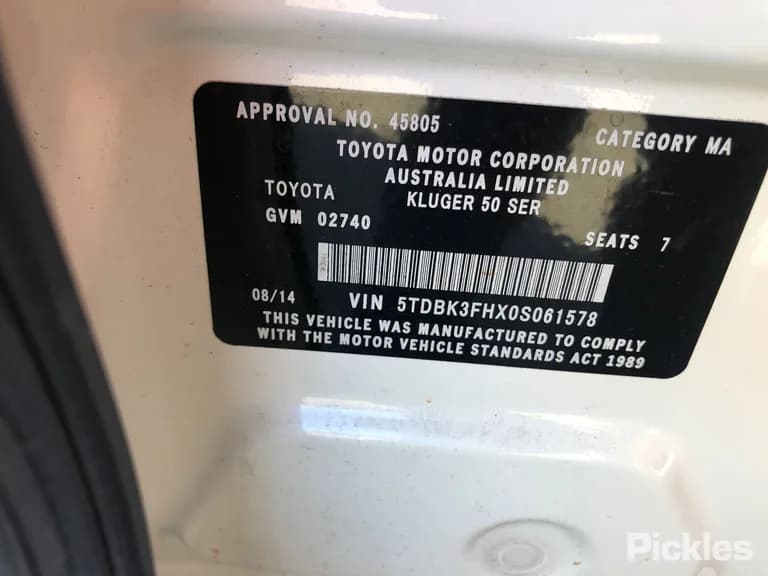 APPROVAL NO. 45805 CATEGORY MA
TOYOTA MOTOR CORPORATION
AUSTRALIA LIMITED
TOYOTA KLUGER 50 SER
GVM 02740 SEATS 7
08/14 VIN 5TDBK3FHX0S061578
THIS VEHICLE WAS MANUFACTURED TO COMPLY
WITH THE MOTOR VEHICLE STANDARDS ACT 1989
Pickles